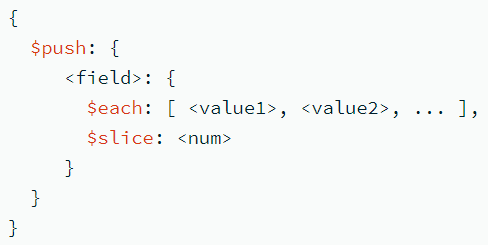 {
  $push: {
     <field>: {
       $each: [ <value1>, <value2>, ... ],
       $slice: <num>
     }
  }
}